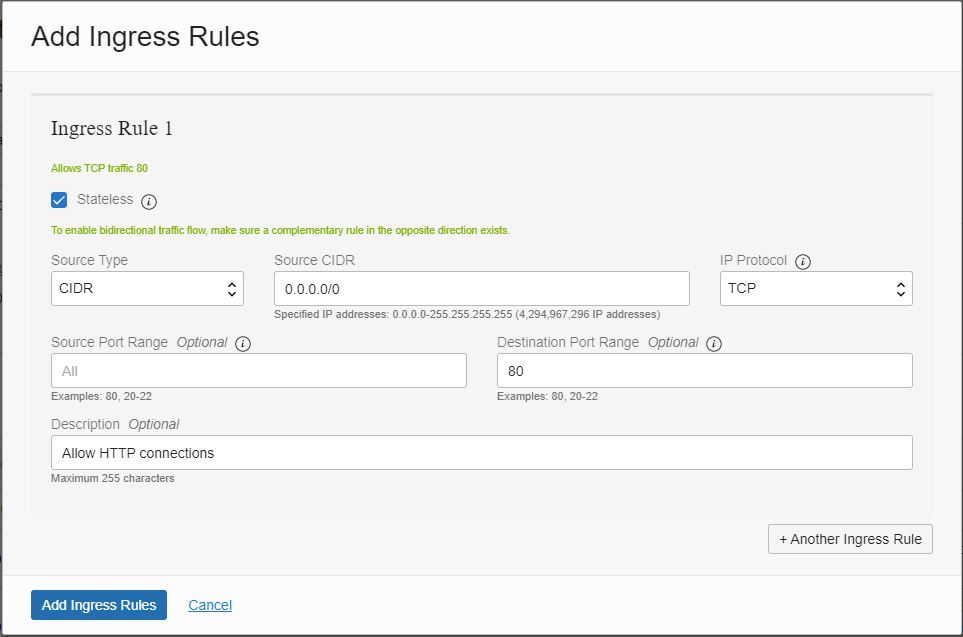 Add Ingress Rules
Ingress Rule 1
Allows TCP traffic 80
Stateless i
To enable bidirectional traffic flow, make sure a complementary rule in the opposite direction exists.
Source Type Source CIDR IP Protocol i
CIDR 0.0.0.0/0 TCP
Specified IP addresses: 0.0.0.0-255.255.255.255 (4,294,967,296 IP addresses)
Source Port Range Optional i Destination Port Range Optional i
All 80
Examples: 80, 20-22 Examples: 80, 20-22
Description Optional
Allow HTTP connections
Maximum 255 characters
+ Another Ingress Rule
Add Ingress Rules Cancel